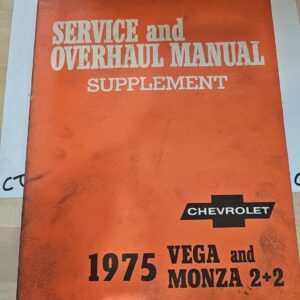 SERVICE and
OVERHAUL MANUAL
SUPPLEMENT
CHEVROLET
1975 VEGA and
MONZA 2+2